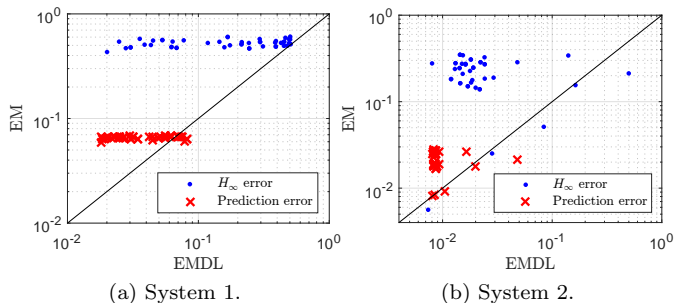 10^0
10^-1
10^-2
EM
H∞ error
Prediction error
10^-2
10^-1
10^0
EMDL
(a) System 1.
10^0
10^-1
10^-2
EM
H∞ error
Prediction error
10^-2
10^-1
10^0
EMDL
(b) System 2.